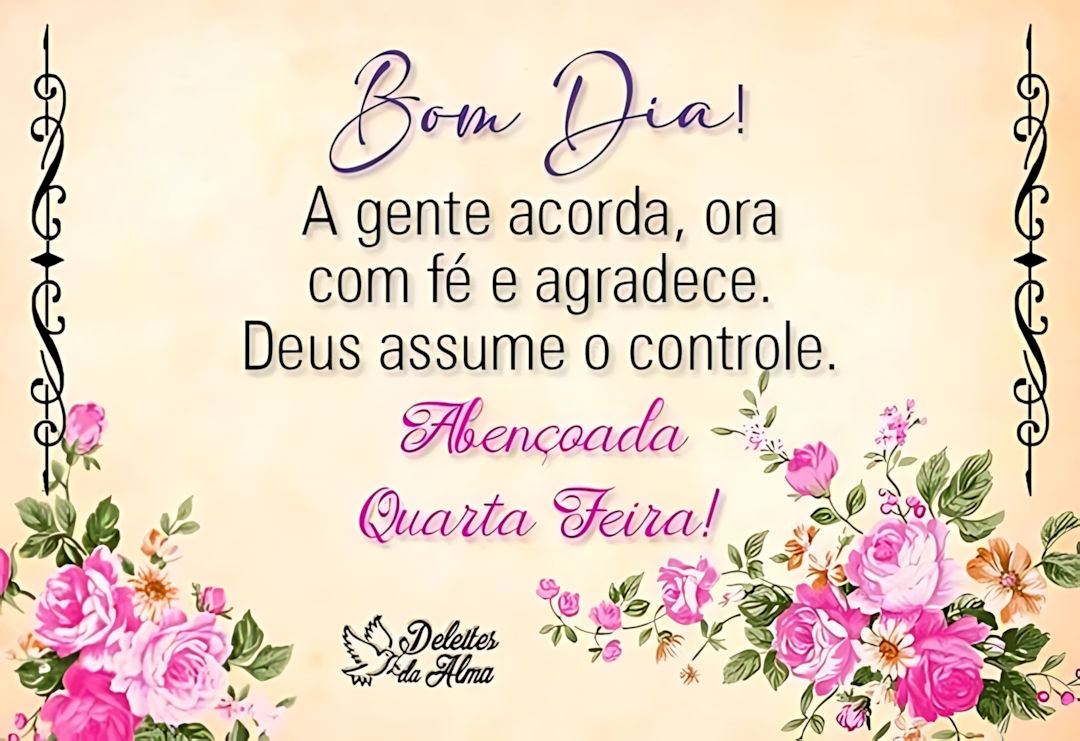 Bom Dia!
A gente acorda, ora
com fé e agradece.
Deus assume o controle.
Abençoada
Quarta Feira!
Deleites
da Alma